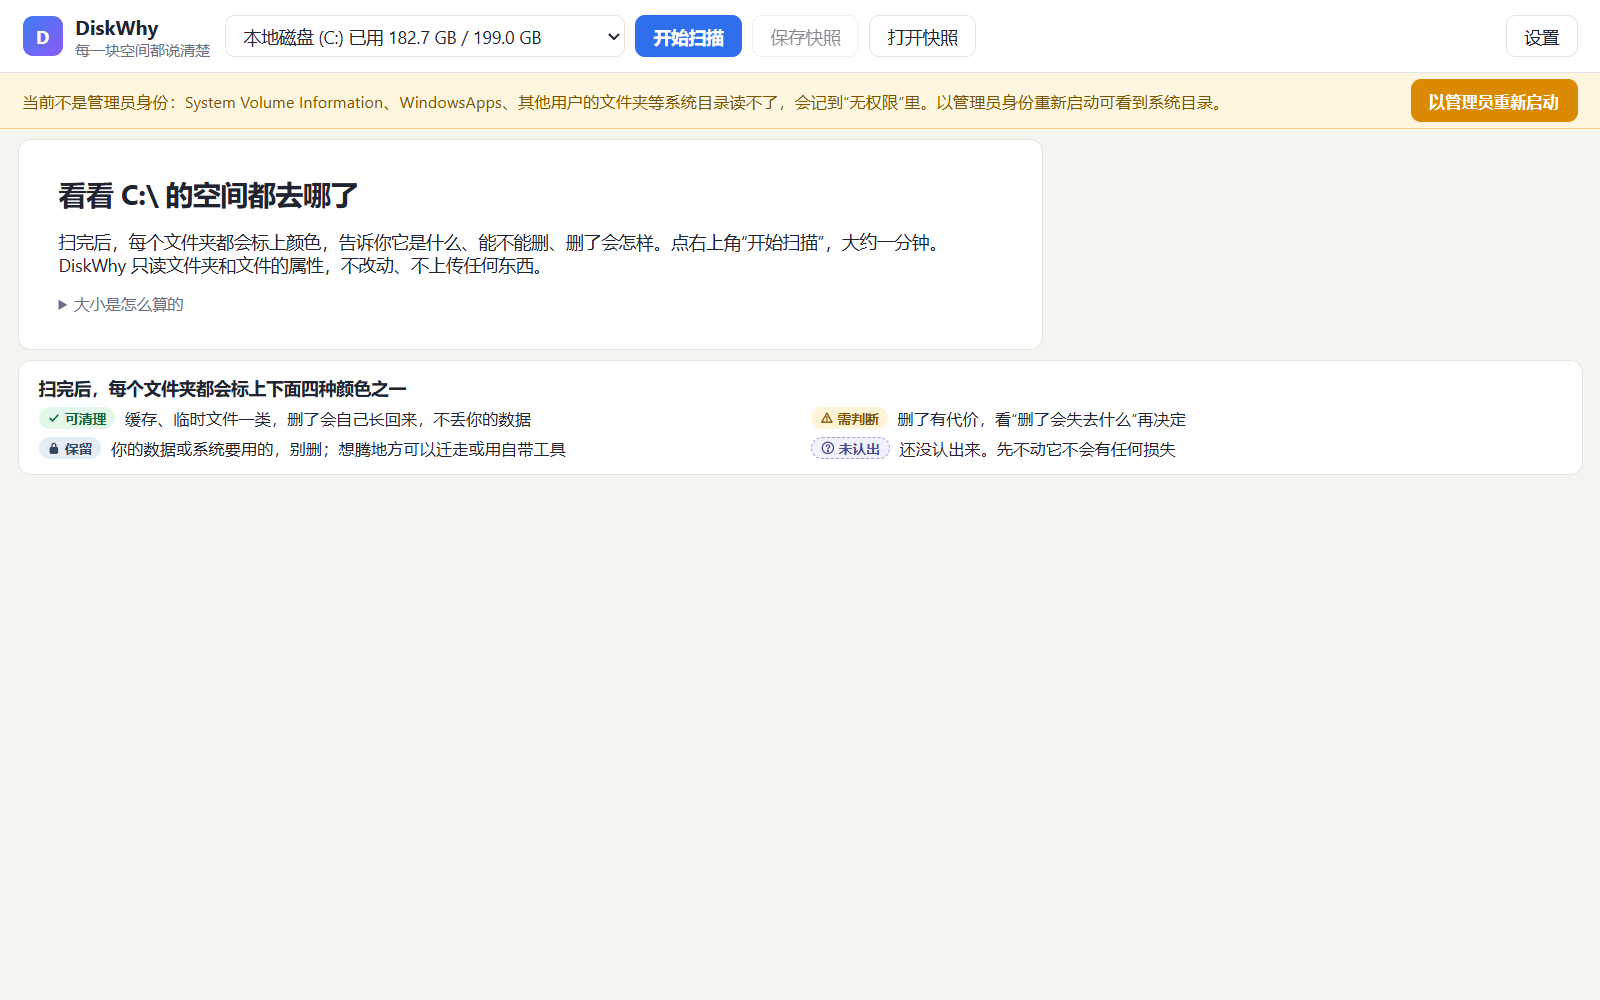 D
DiskWhy
每一块空间都说清楚
本地磁盘 (C:) 已用 182.7 GB / 199.0 GB
开始扫描
保存快照
打开快照
设置
当前不是管理员身份：System Volume Information、WindowsApps、其他用户的文件夹等系统目录读不了，会记到“无权限”里。以管理员身份重新启动可看到系统目录。
以管理员重新启动
看看 C:\ 的空间都去哪了
扫完后，每个文件夹都会标上颜色，告诉你它是什么、能不能删、删了会怎样。点右上角“开始扫描”，大约一分钟。
DiskWhy 只读文件夹和文件的属性，不改动、不上传任何东西。
大小是怎么算的
扫完后，每个文件夹都会标上下面四种颜色之一
可清理 缓存、临时文件一类，删了会自己长回来，不丢你的数据
需判断 删了有代价，看“删了会失去什么”再决定
保留 你的数据或系统要用的，别删；想腾地方可以迁走或用自带工具
未认出 还没认出来。先不动它不会有任何损失